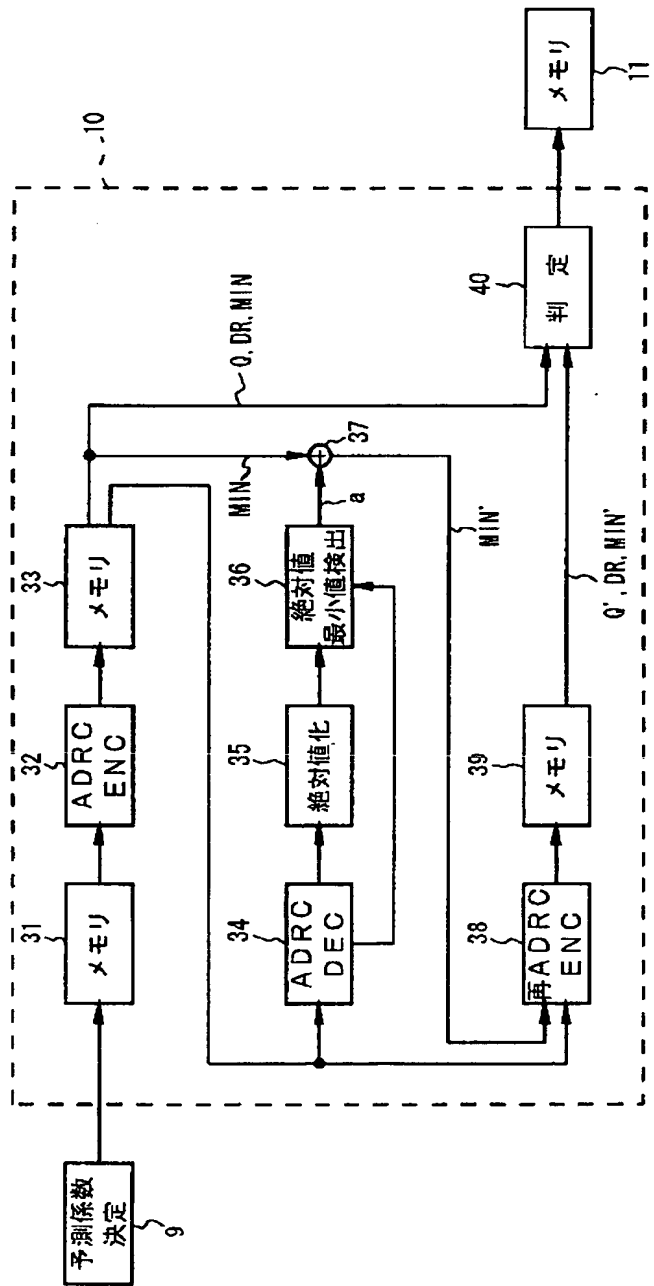 予測係数
決定
9
10
31
メモリ
32
ADRC
ENC
33
メモリ
Q, DR, MIN
MIN
34
ADRC
DEC
35
絶対値化
36
絶対値
最小値検出
a
37
MIN'
38
再ADRC
ENC
39
メモリ
Q', DR, MIN'
40
判定
メモリ
11